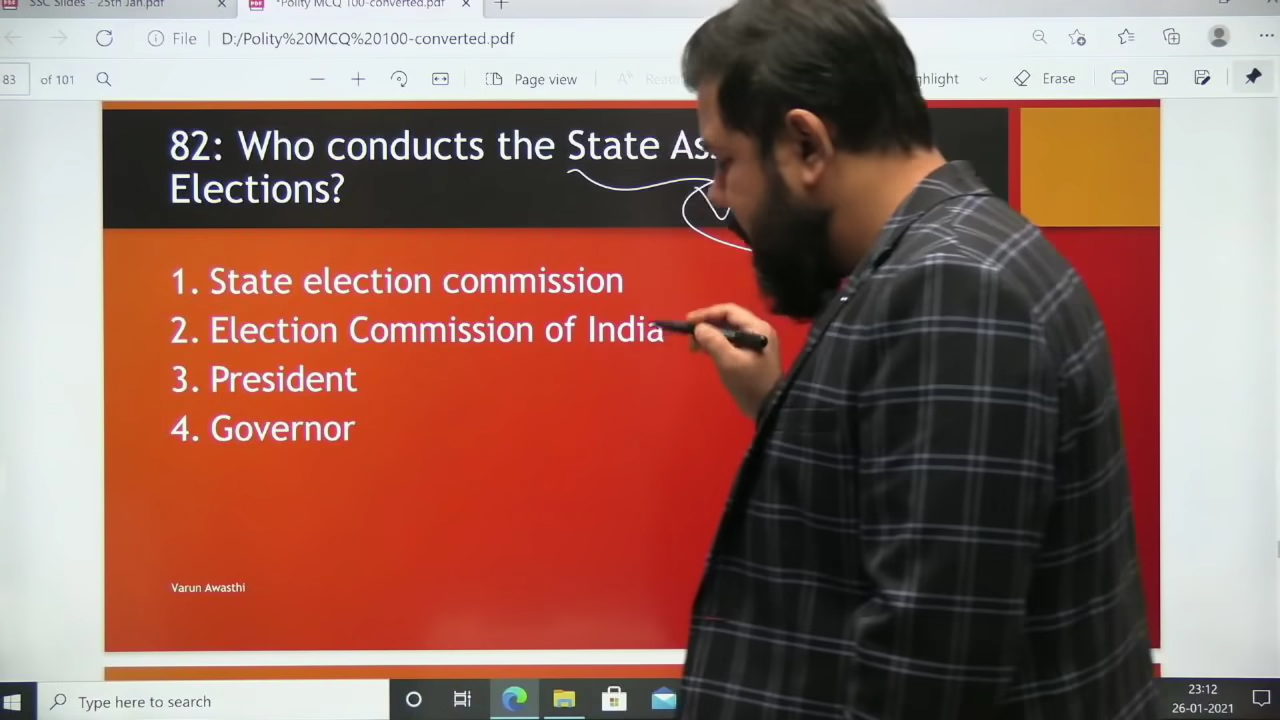 SSC Slides - 25th Jan.pdf
*Polity MCQ 100-converted.pdf
File
D:/Polity%20MCQ%20100-converted.pdf
83 of 101
Page view
Erase
82: Who conducts the State
Elections?
1. State election commission
2. Election Commission of India
3. President
4. Governor
Varun Awasthi
Type here to search
23:12
26-01-2021